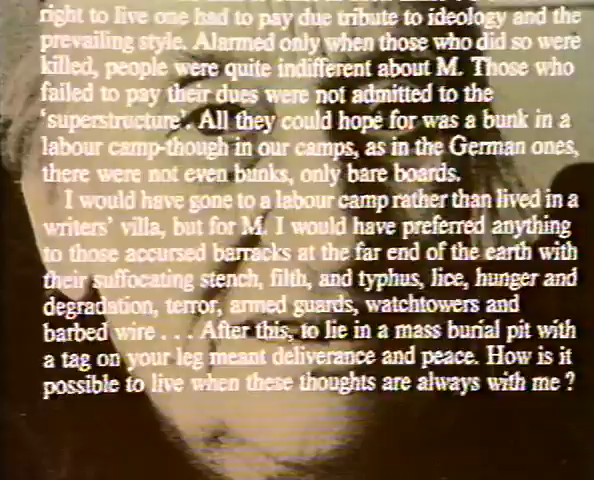 right to live one had to pay due tribute to ideology and the
prevailing style. Alarmed only when those who did so were
killed, people were quite indifferent about M. Those who
failed to pay their dues were not admitted to the
'superstructure'. All they could hope for was a bunk in a
labour camp-though in our camps, as in the German ones,
there were not even bunks, only bare boards.
I would have gone to a labour camp rather than lived in a
writers' villa, but for M. I would have preferred anything
to those accursed barracks at the far end of the earth with
their suffocating stench, filth, and typhus, lice, hunger and
degradation, terror, armed guards, watchtowers and
barbed wire . . . After this, to lie in a mass burial pit with
a tag on your leg meant deliverance and peace. How is it
possible to live when these thoughts are always with me ?